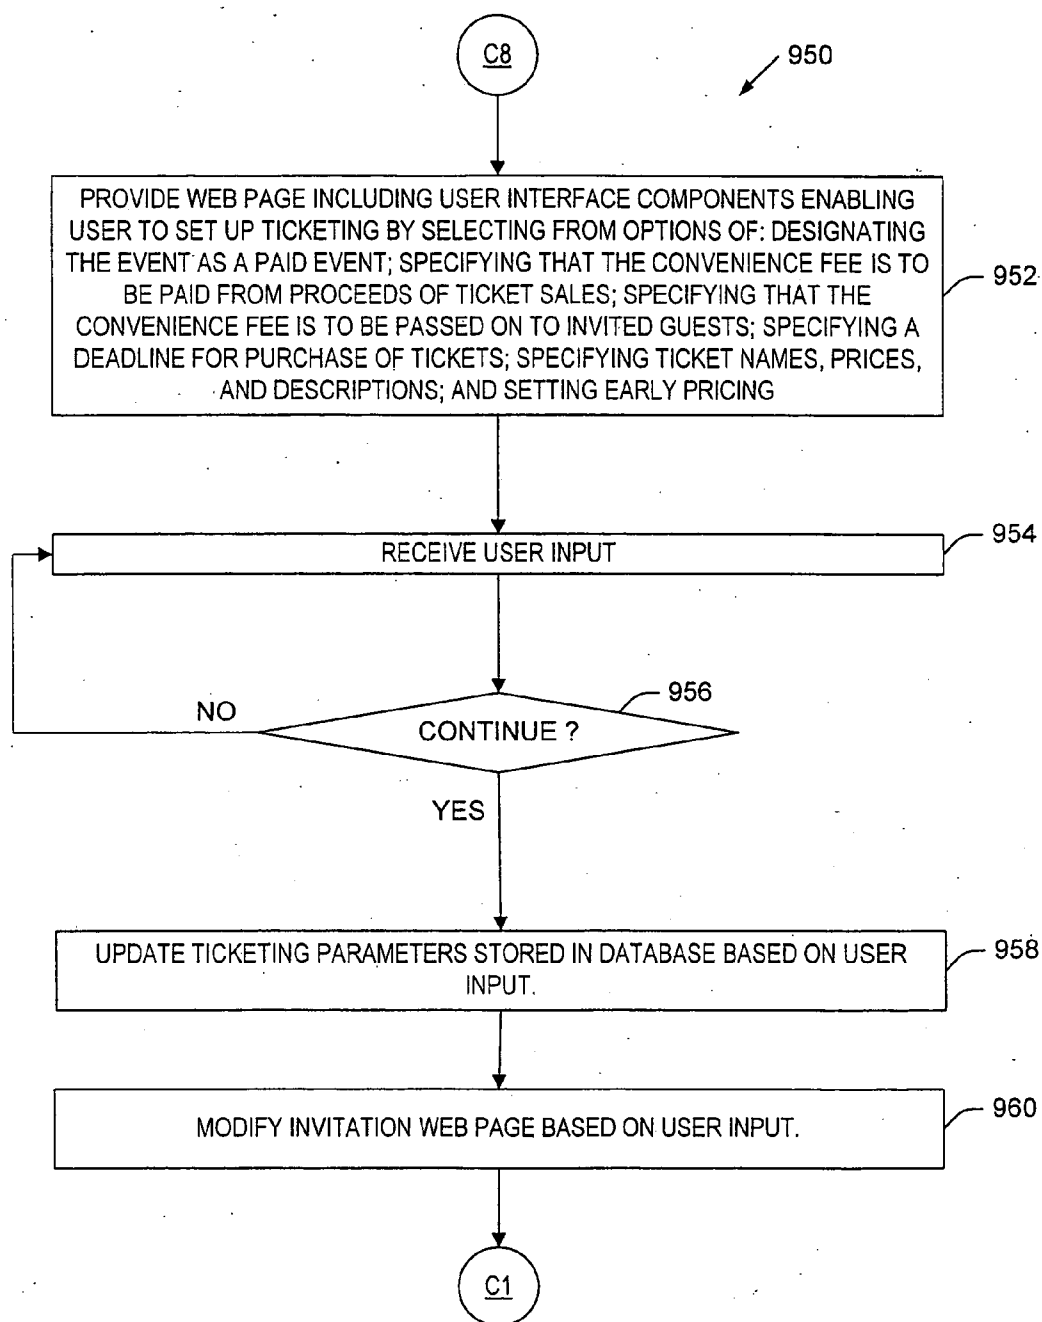 C8
950
PROVIDE WEB PAGE INCLUDING USER INTERFACE COMPONENTS ENABLING
USER TO SET UP TICKETING BY SELECTING FROM OPTIONS OF: DESIGNATING
THE EVENT AS A PAID EVENT; SPECIFYING THAT THE CONVENIENCE FEE IS TO
BE PAID FROM PROCEEDS OF TICKET SALES; SPECIFYING THAT THE
CONVENIENCE FEE IS TO BE PASSED ON TO INVITED GUESTS; SPECIFYING A
DEADLINE FOR PURCHASE OF TICKETS; SPECIFYING TICKET NAMES, PRICES,
AND DESCRIPTIONS; AND SETTING EARLY PRICING
952
RECEIVE USER INPUT
954
956
NO
CONTINUE ?
YES
UPDATE TICKETING PARAMETERS STORED IN DATABASE BASED ON USER
INPUT.
958
MODIFY INVITATION WEB PAGE BASED ON USER INPUT.
960
C1